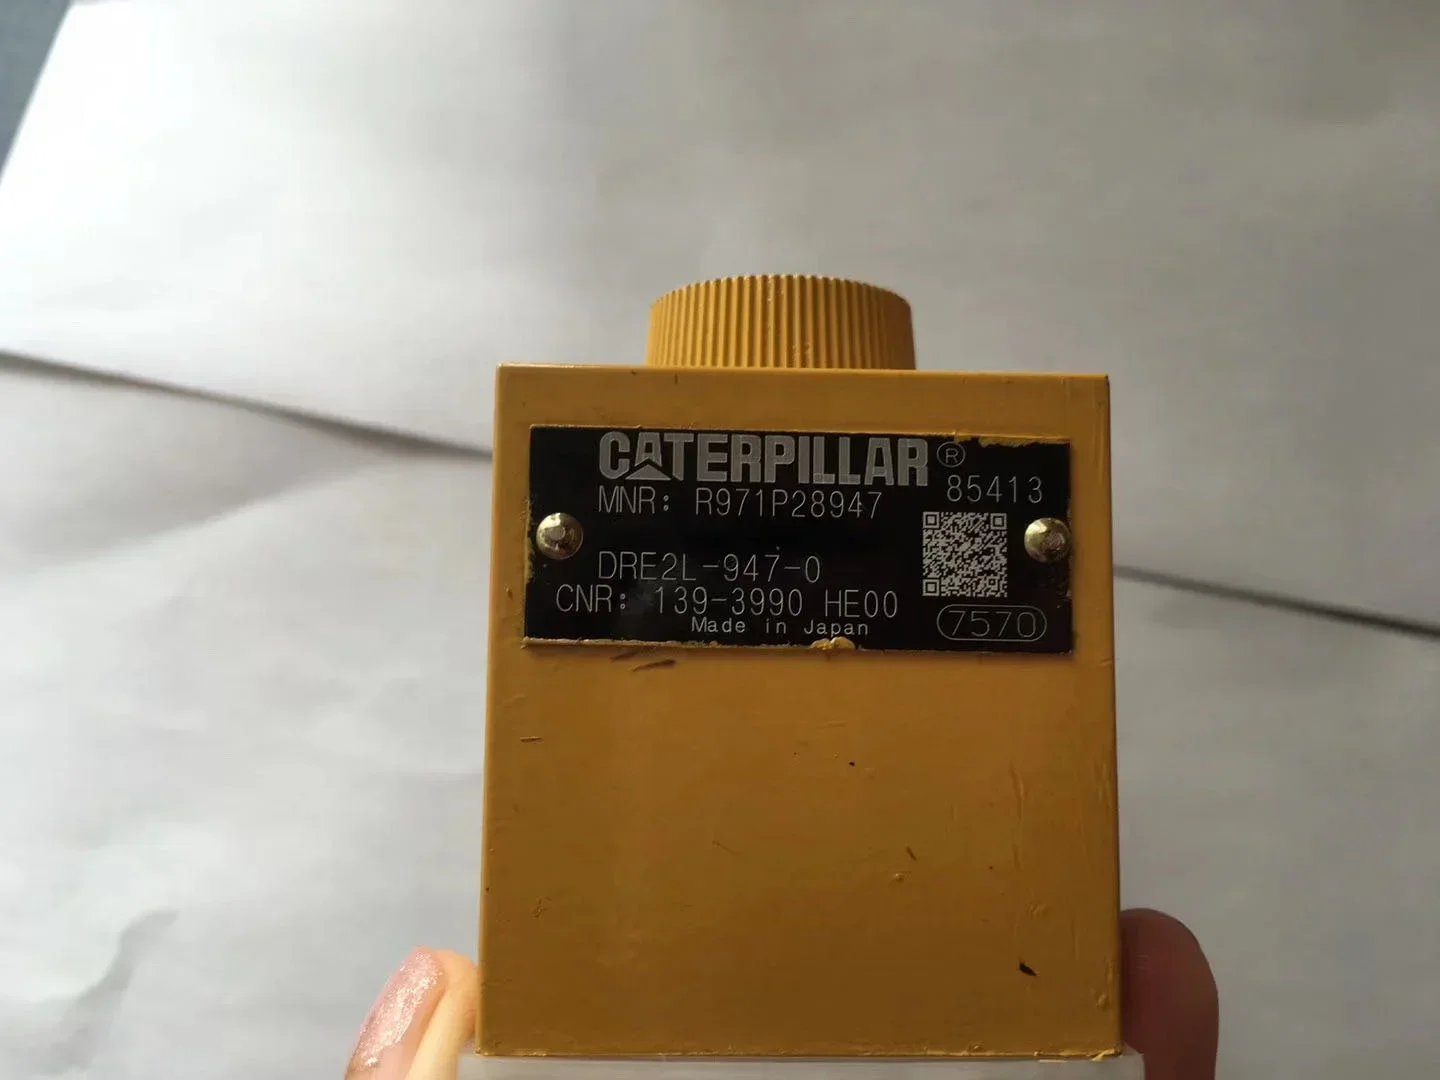 CATERPILLAR®
MNR: R971P28947 85413
DRE2L-947-0
CNR: 139-3990 HE00
Made in Japan 7570